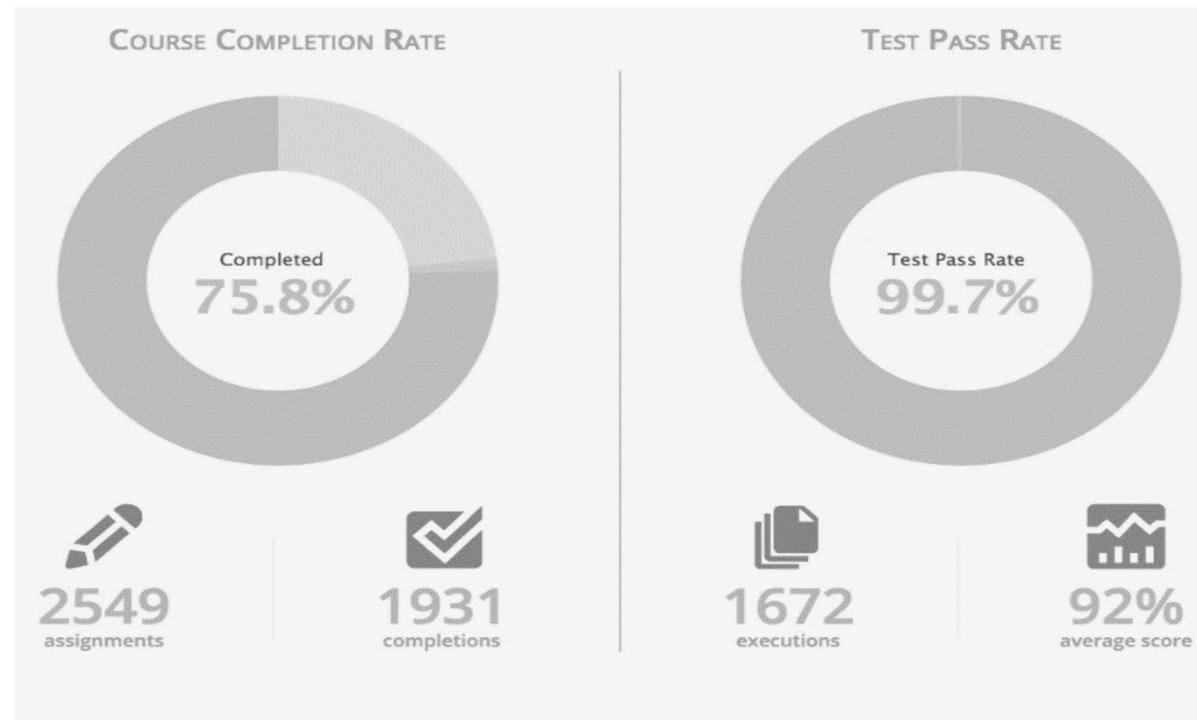 COURSE COMPLETION RATE
Completed
75.8%
2549
assignments
1931
completions
TEST PASS RATE
Test Pass Rate
99.7%
1672
executions
92%
average score